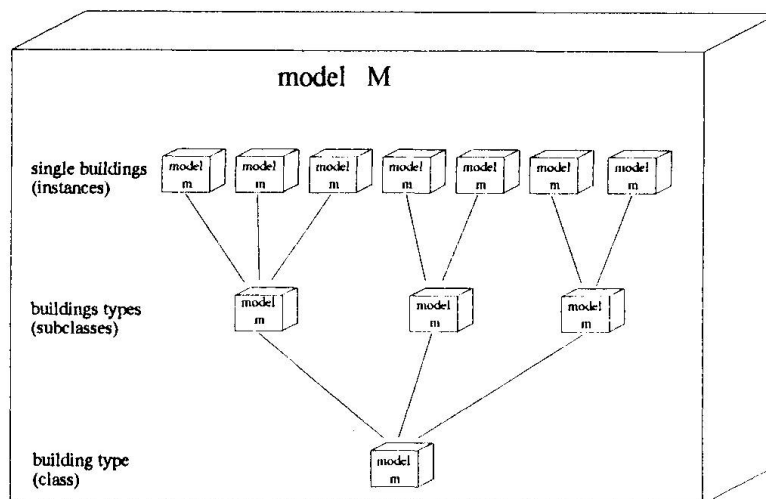 model M
single buildings
(instances)
model
m
model
m
model
m
model
m
model
m
model
m
model
m
buildings types
(subclasses)
model
m
model
m
model
m
building type
(class)
model
m